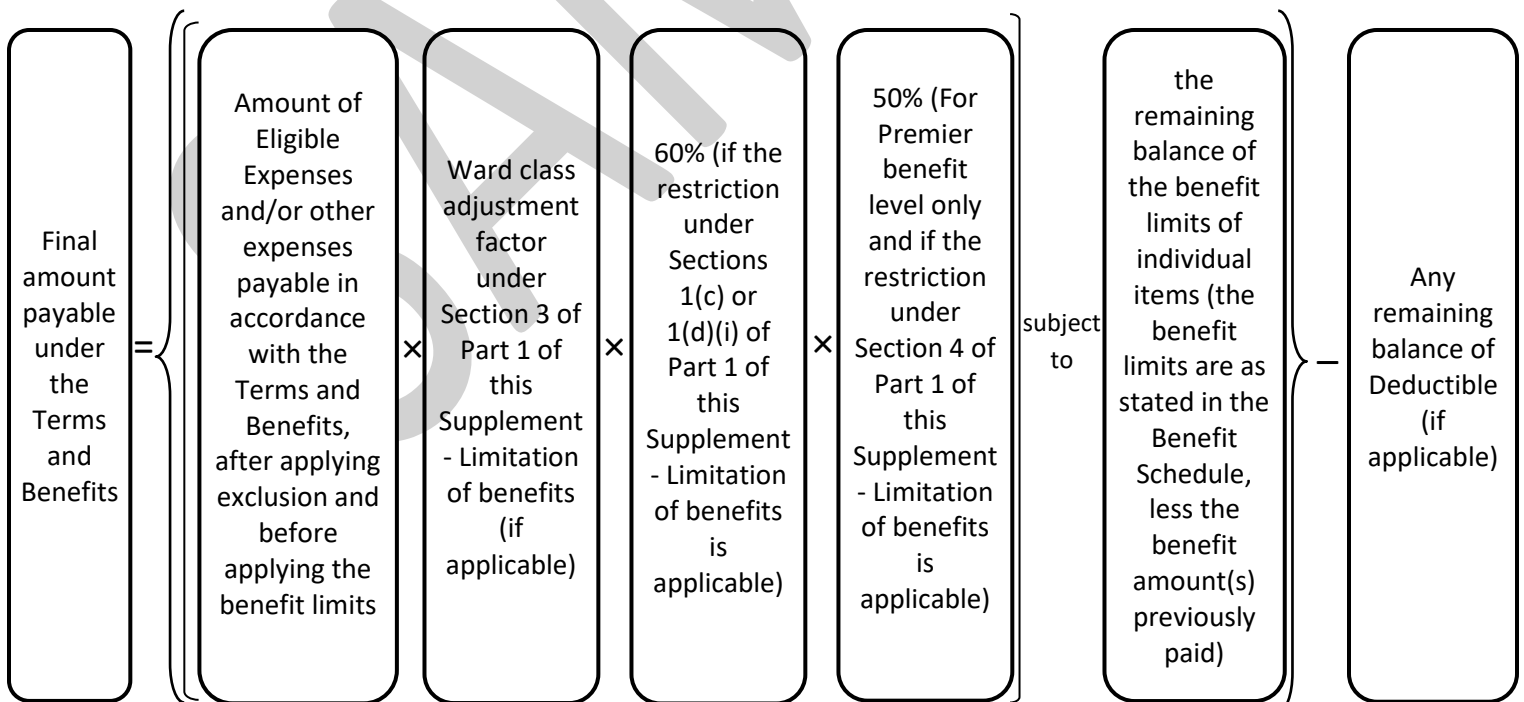 Final
amount
payable
under
the
Terms
and
Benefits
=
Amount of
Eligible
Expenses
and/or other
expenses
payable in
accordance
with the
Terms and
Benefits,
after applying
exclusion and
before
applying the
benefit limits
×
Ward class
adjustment
factor
under
Section 3 of
Part 1 of
this
Supplement
- Limitation
of benefits
(if
applicable)
×
60% (if the
restriction
under
Sections
1(c) or
1(d)(i) of
Part 1 of
this
Supplement
- Limitation
of benefits
is
applicable)
×
50% (For
Premier
benefit
level only
and if the
restriction
under
Section 4 of
Part 1 of
this
Supplement
- Limitation
of benefits
is
applicable)
subject
to
the
remaining
balance of
the benefit
limits of
individual
items (the
benefit
limits are as
stated in the
Benefit
Schedule,
less the
benefit
amount(s)
previously
paid)
–
Any
remaining
balance of
Deductible
(if
applicable)